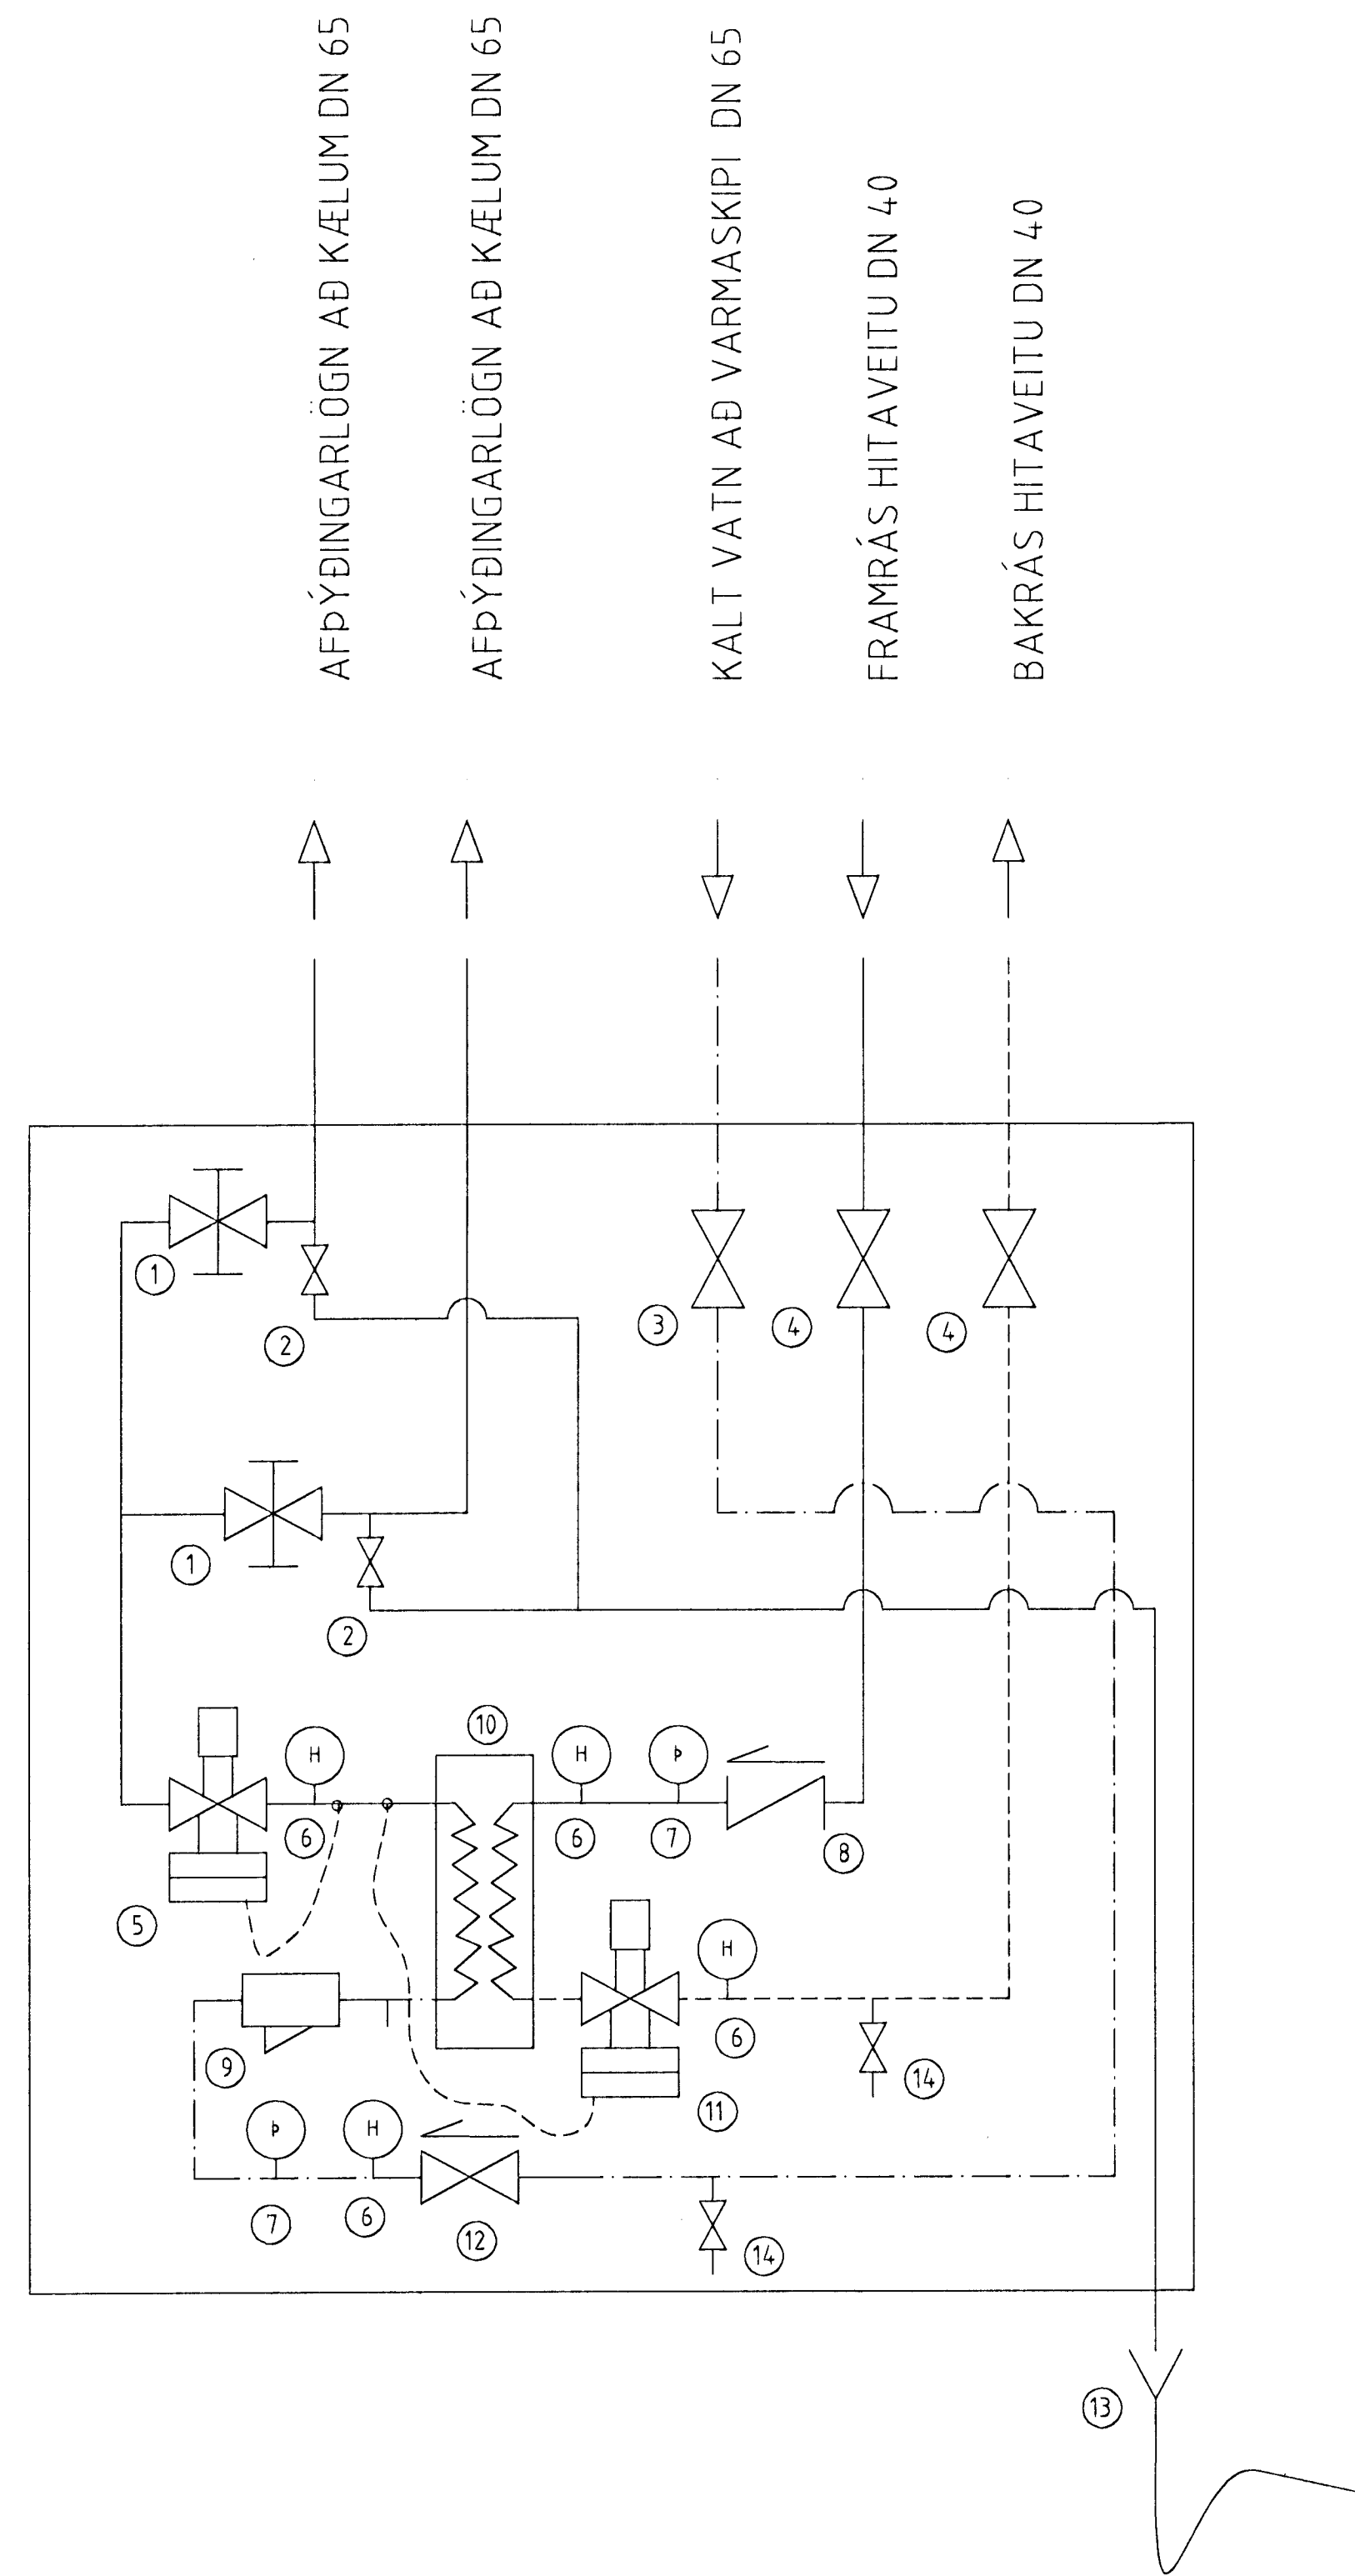 AFÞÝÐINGARLÖGN AÐ KÆLUM DN 65
AFÞÝÐINGARLÖGN AÐ KÆLUM DN 65
KALT VATN AÐ VARMASKIPI DN 65
FRAMRÁS HITAVEITU DN 40
BAKRÁS HITAVEITU DN 40
1
2
3
4
4
1
2
10
H
H
Þ
6
6
7
8
5
H
9
6
14
11
Þ
H
7
6
12
14
13